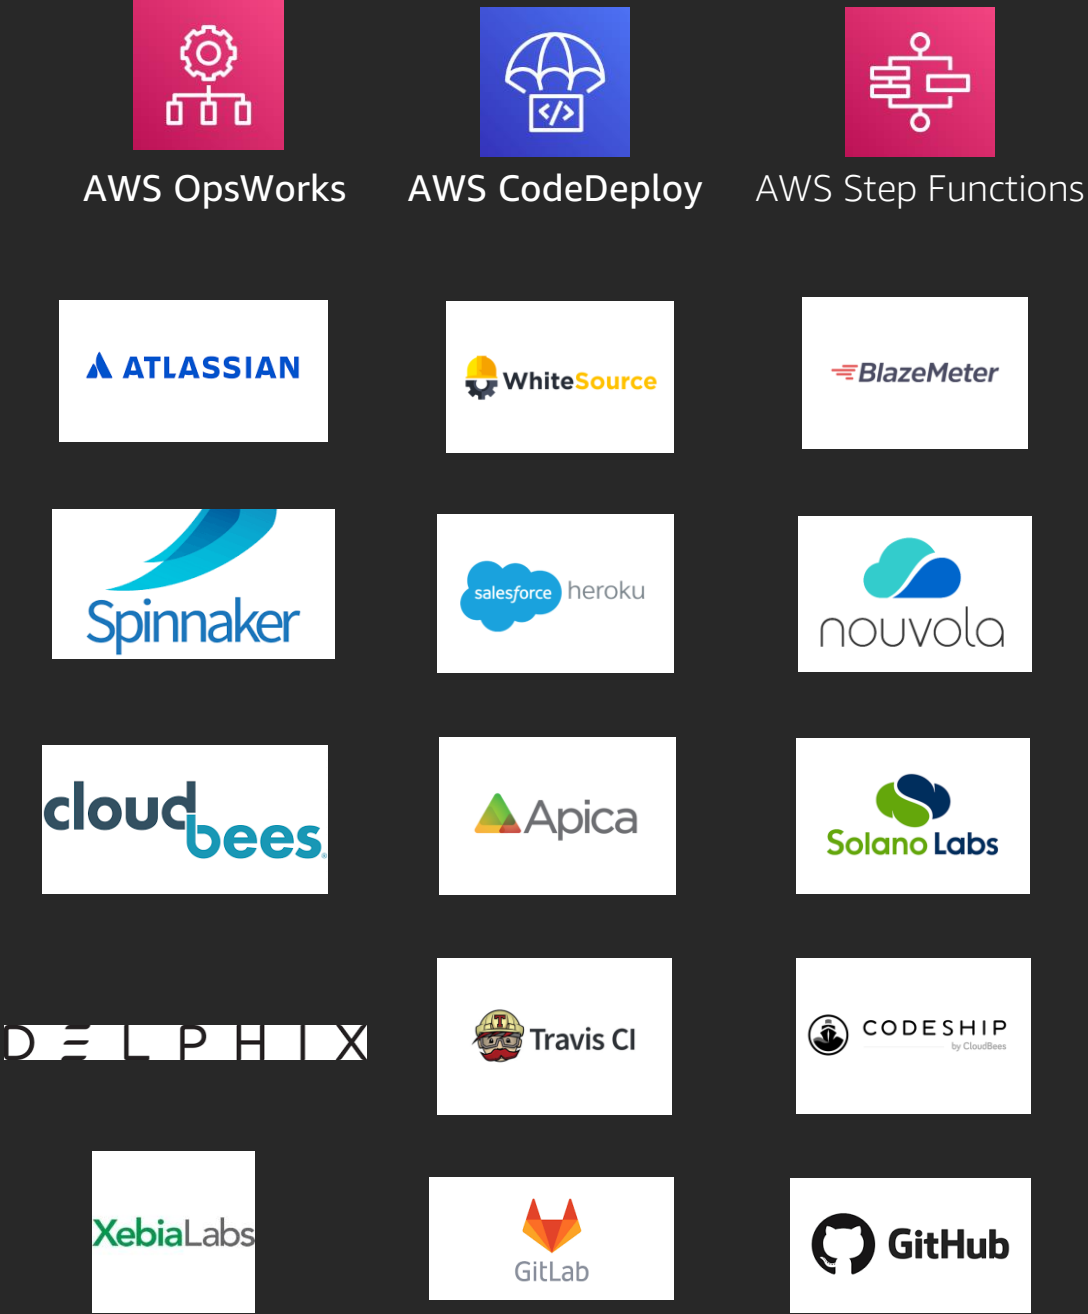 AWS OpsWorks
AWS CodeDeploy
AWS Step Functions
</>
ATLASSIAN
WhiteSource
BlazeMeter
Spinnaker
salesforce heroku
nouvola
cloudbees®
Apica
Solano Labs
DELPHIX
T
Travis CI
CODESHIP
by CloudBees
XebiaLabs
GitLab
GitHub